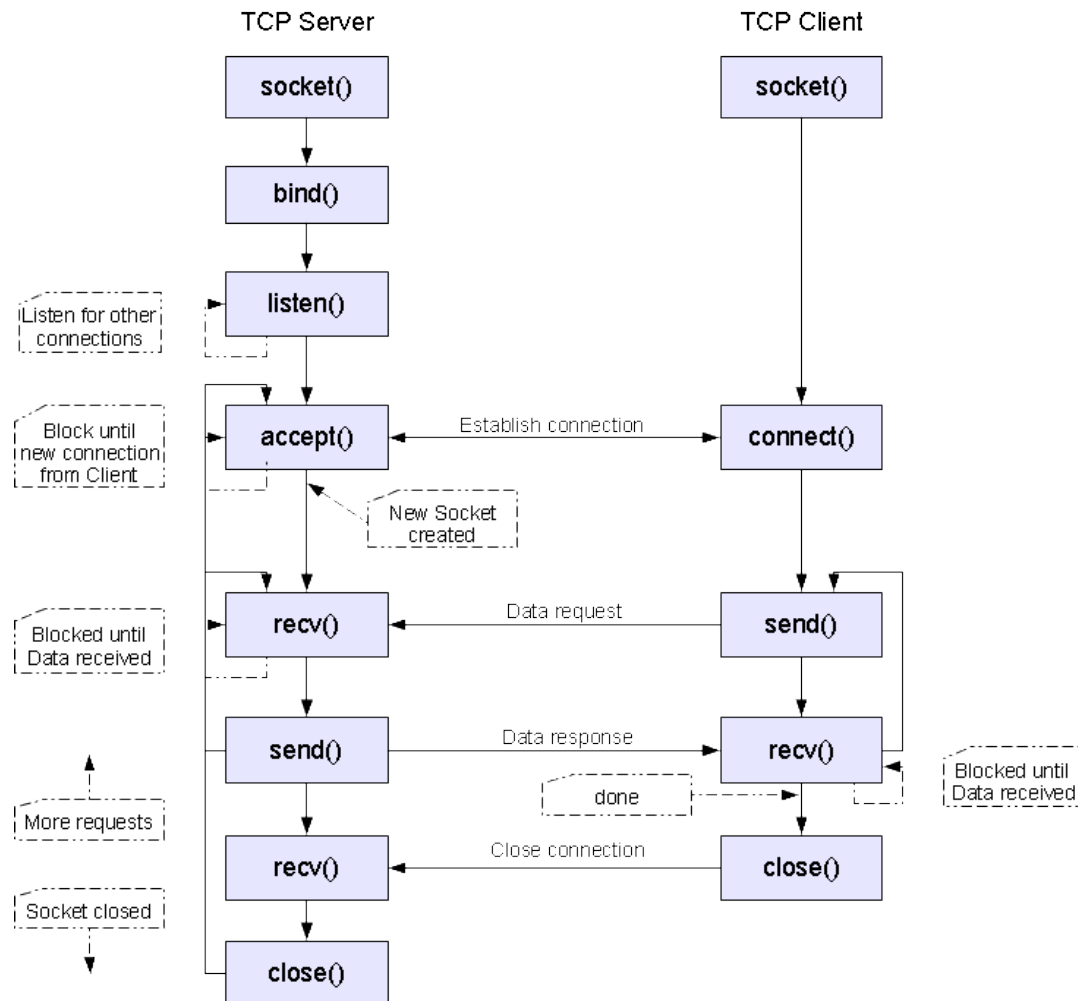 TCP Server
TCP Client
socket()
socket()
bind()
listen()
Listen for other
connections
accept()
Establish connection
connect()
Block until
new connection
from Client
New Socket
created
recv()
Data request
send()
Blocked until
Data received
send()
Data response
recv()
Blocked until
Data received
done
More requests
recv()
Close connection
close()
Socket closed
close()